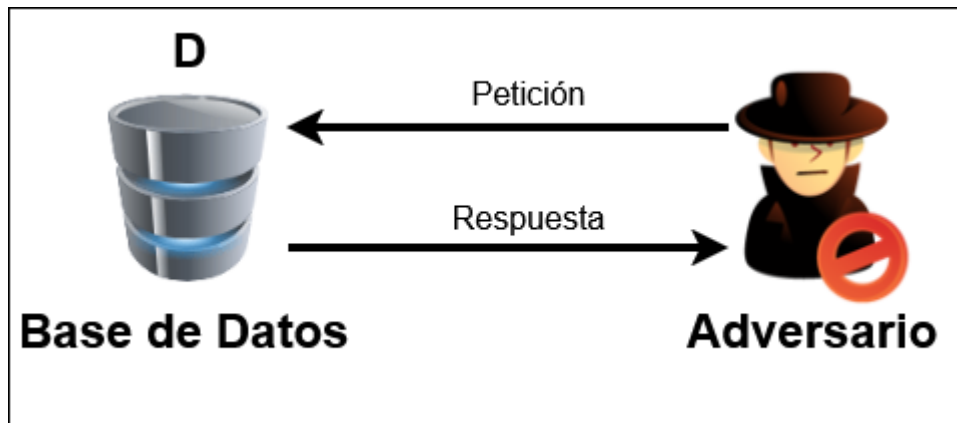 D
Petición
Respuesta
Base de Datos
Adversario